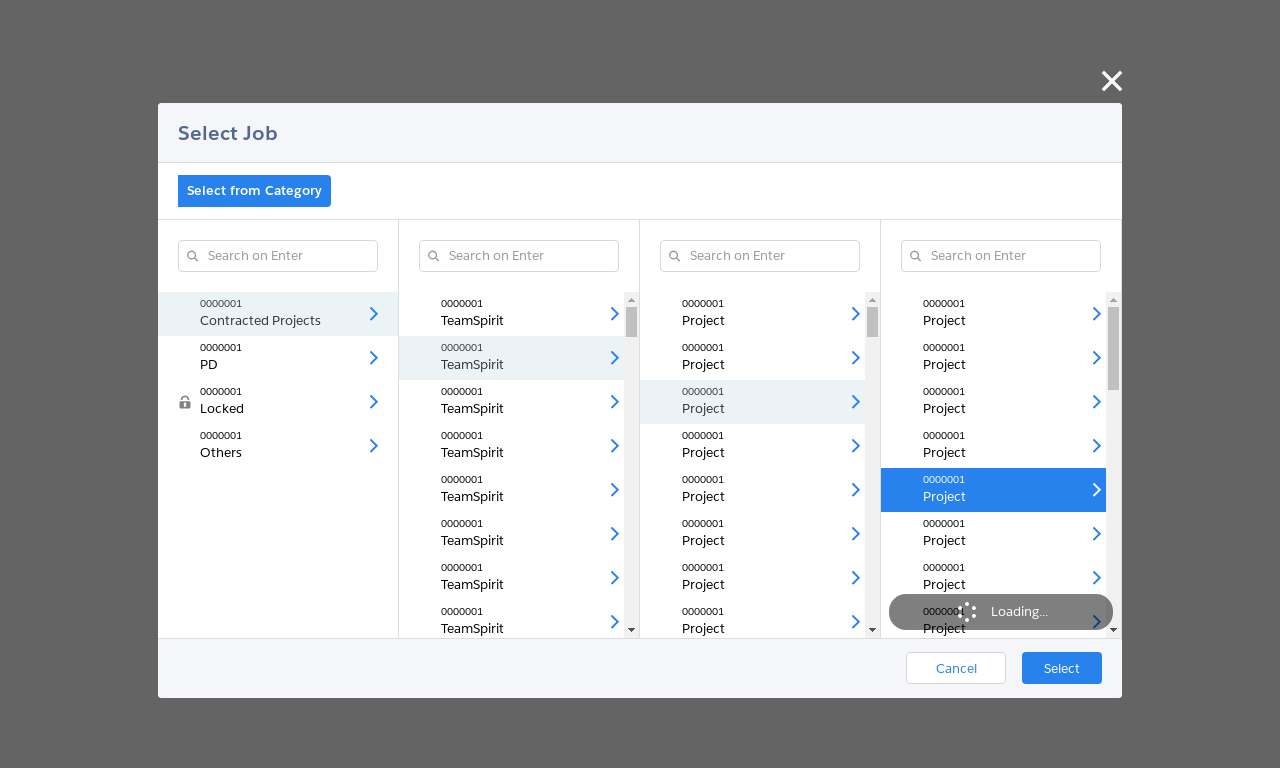 Select Job
Select from Category
Search on Enter
0000001
Contracted Projects
0000001
PD
0000001
Locked
0000001
Others
Search on Enter
0000001
TeamSpirit
0000001
TeamSpirit
0000001
TeamSpirit
0000001
TeamSpirit
0000001
TeamSpirit
0000001
TeamSpirit
0000001
TeamSpirit
0000001
TeamSpirit
Search on Enter
0000001
Project
0000001
Project
0000001
Project
0000001
Project
0000001
Project
0000001
Project
0000001
Project
0000001
Project
Search on Enter
0000001
Project
0000001
Project
0000001
Project
0000001
Project
0000001
Project
0000001
Project
0000001
Project
0000001
Project
Loading...
Cancel
Select